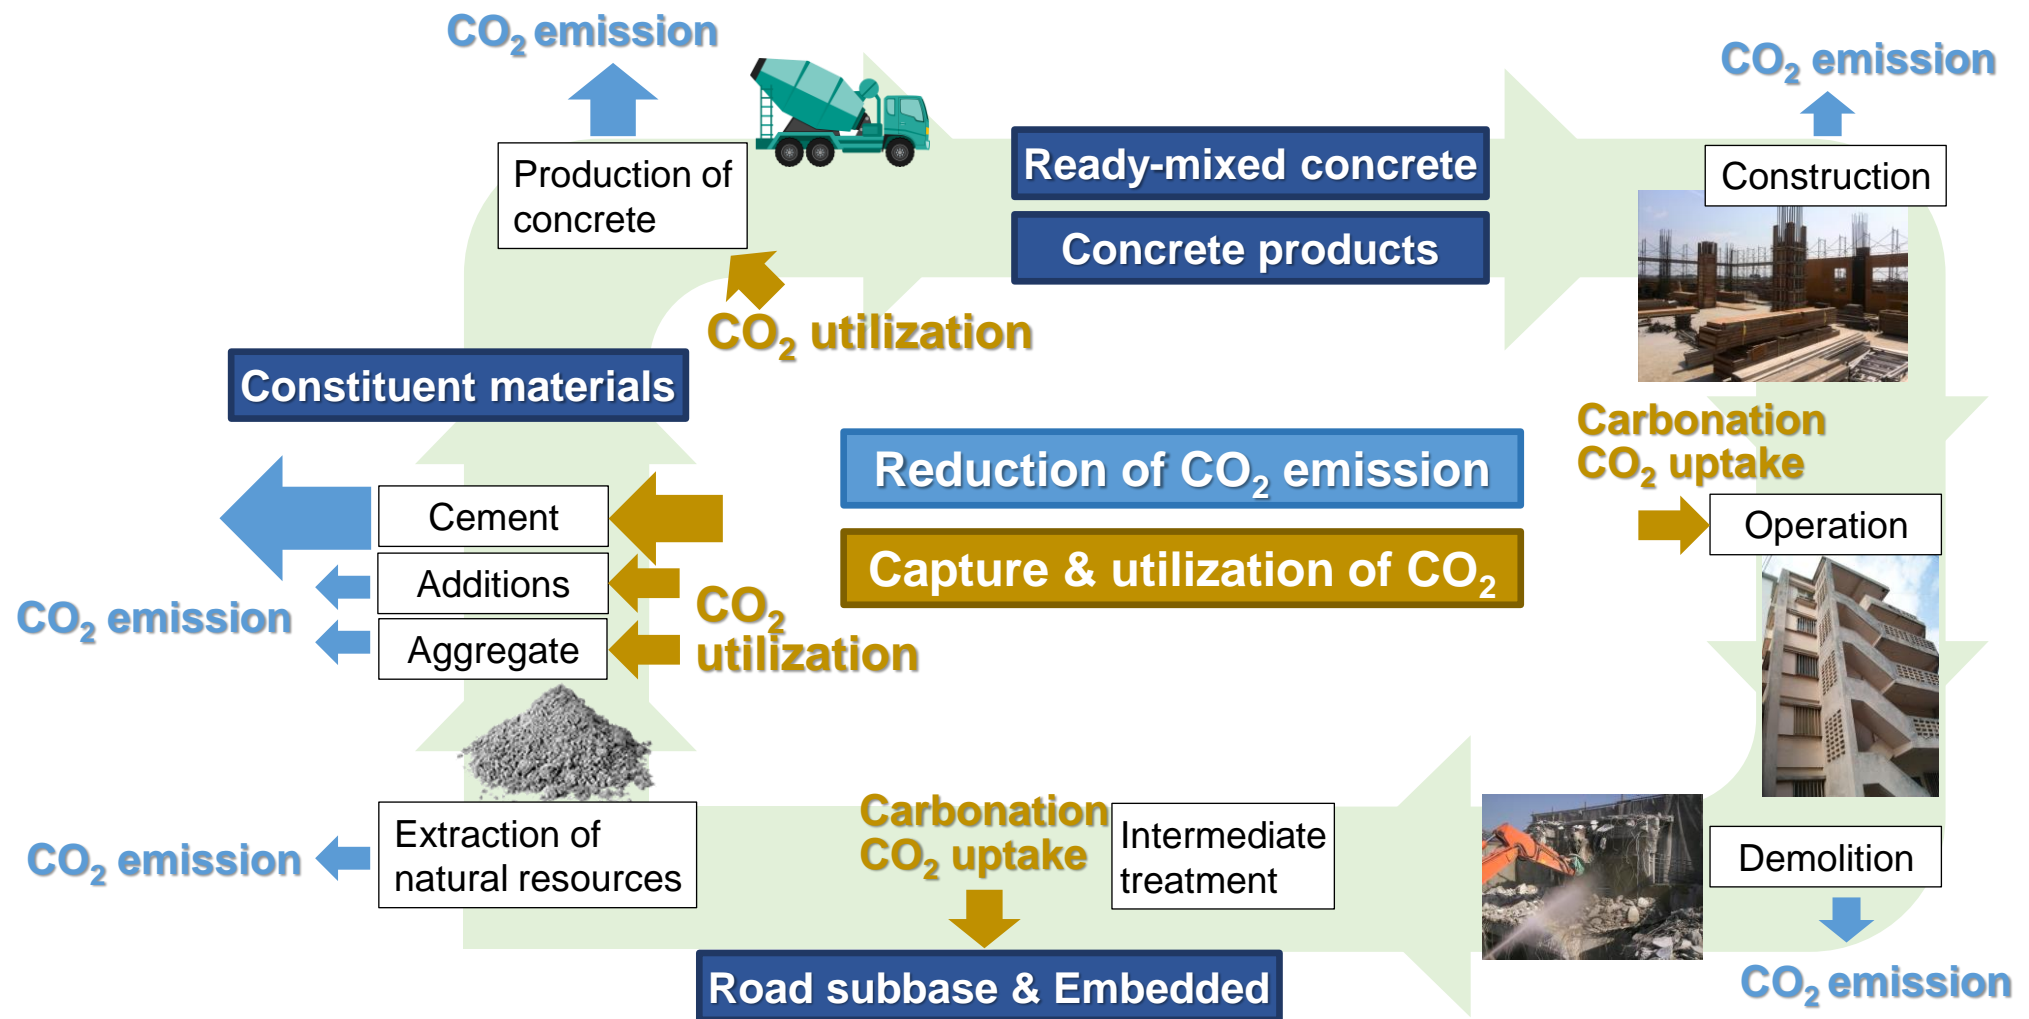 CO₂ emission
CO₂ emission
Production of
concrete
Ready-mixed concrete
Construction
Concrete products
CO₂ utilization
Constituent materials
Carbonation
CO₂ uptake
Reduction of CO₂ emission
Cement
Operation
Capture & utilization of CO₂
Additions
CO₂ emission
CO₂
utilization
Aggregate
Carbonation
CO₂ uptake
Intermediate
treatment
Extraction of
natural resources
CO₂ emission
Demolition
Road subbase & Embedded
CO₂ emission